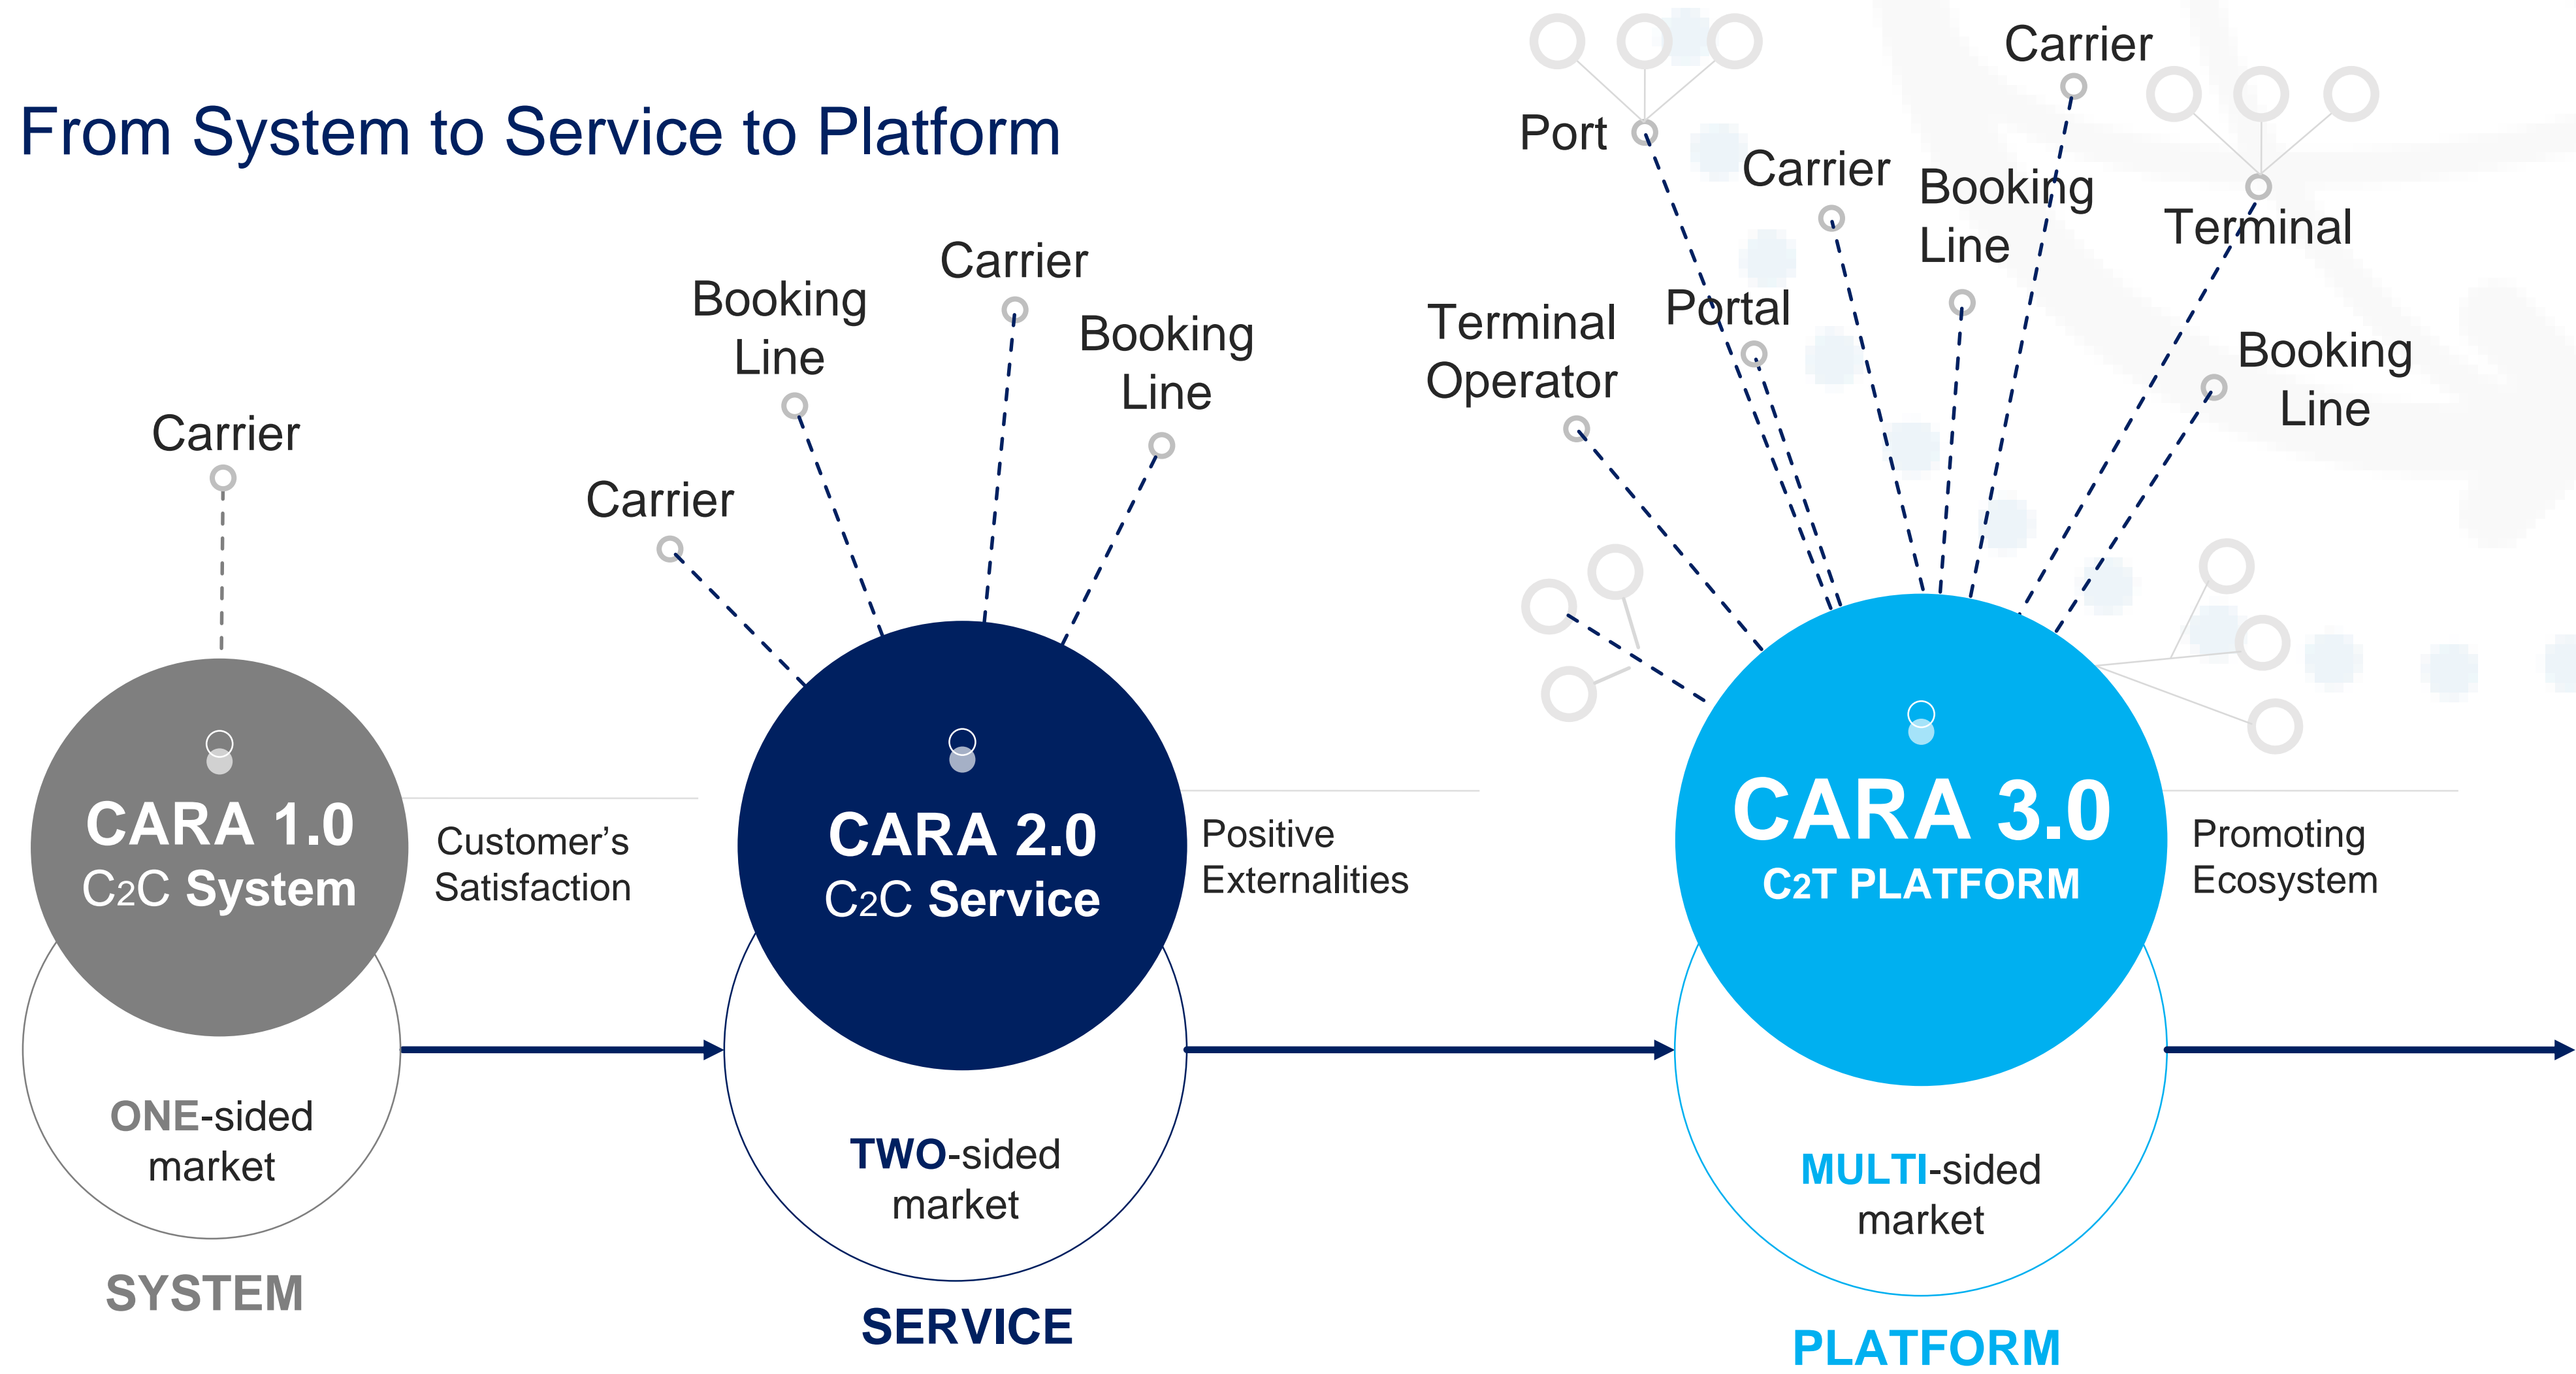 From System to Service to Platform
Carrier
CARA 1.0
C2C System
ONE-sided
market
SYSTEM
Customer's
Satisfaction
Carrier
Booking
Line
Carrier
Booking
Line
CARA 2.0
C2C Service
TWO-sided
market
SERVICE
Positive
Externalities
Terminal
Operator
Port
Portal
Carrier
Booking
Line
Carrier
Terminal
Booking
Line
CARA 3.0
C2T PLATFORM
MULTI-sided
market
PLATFORM
Promoting
Ecosystem